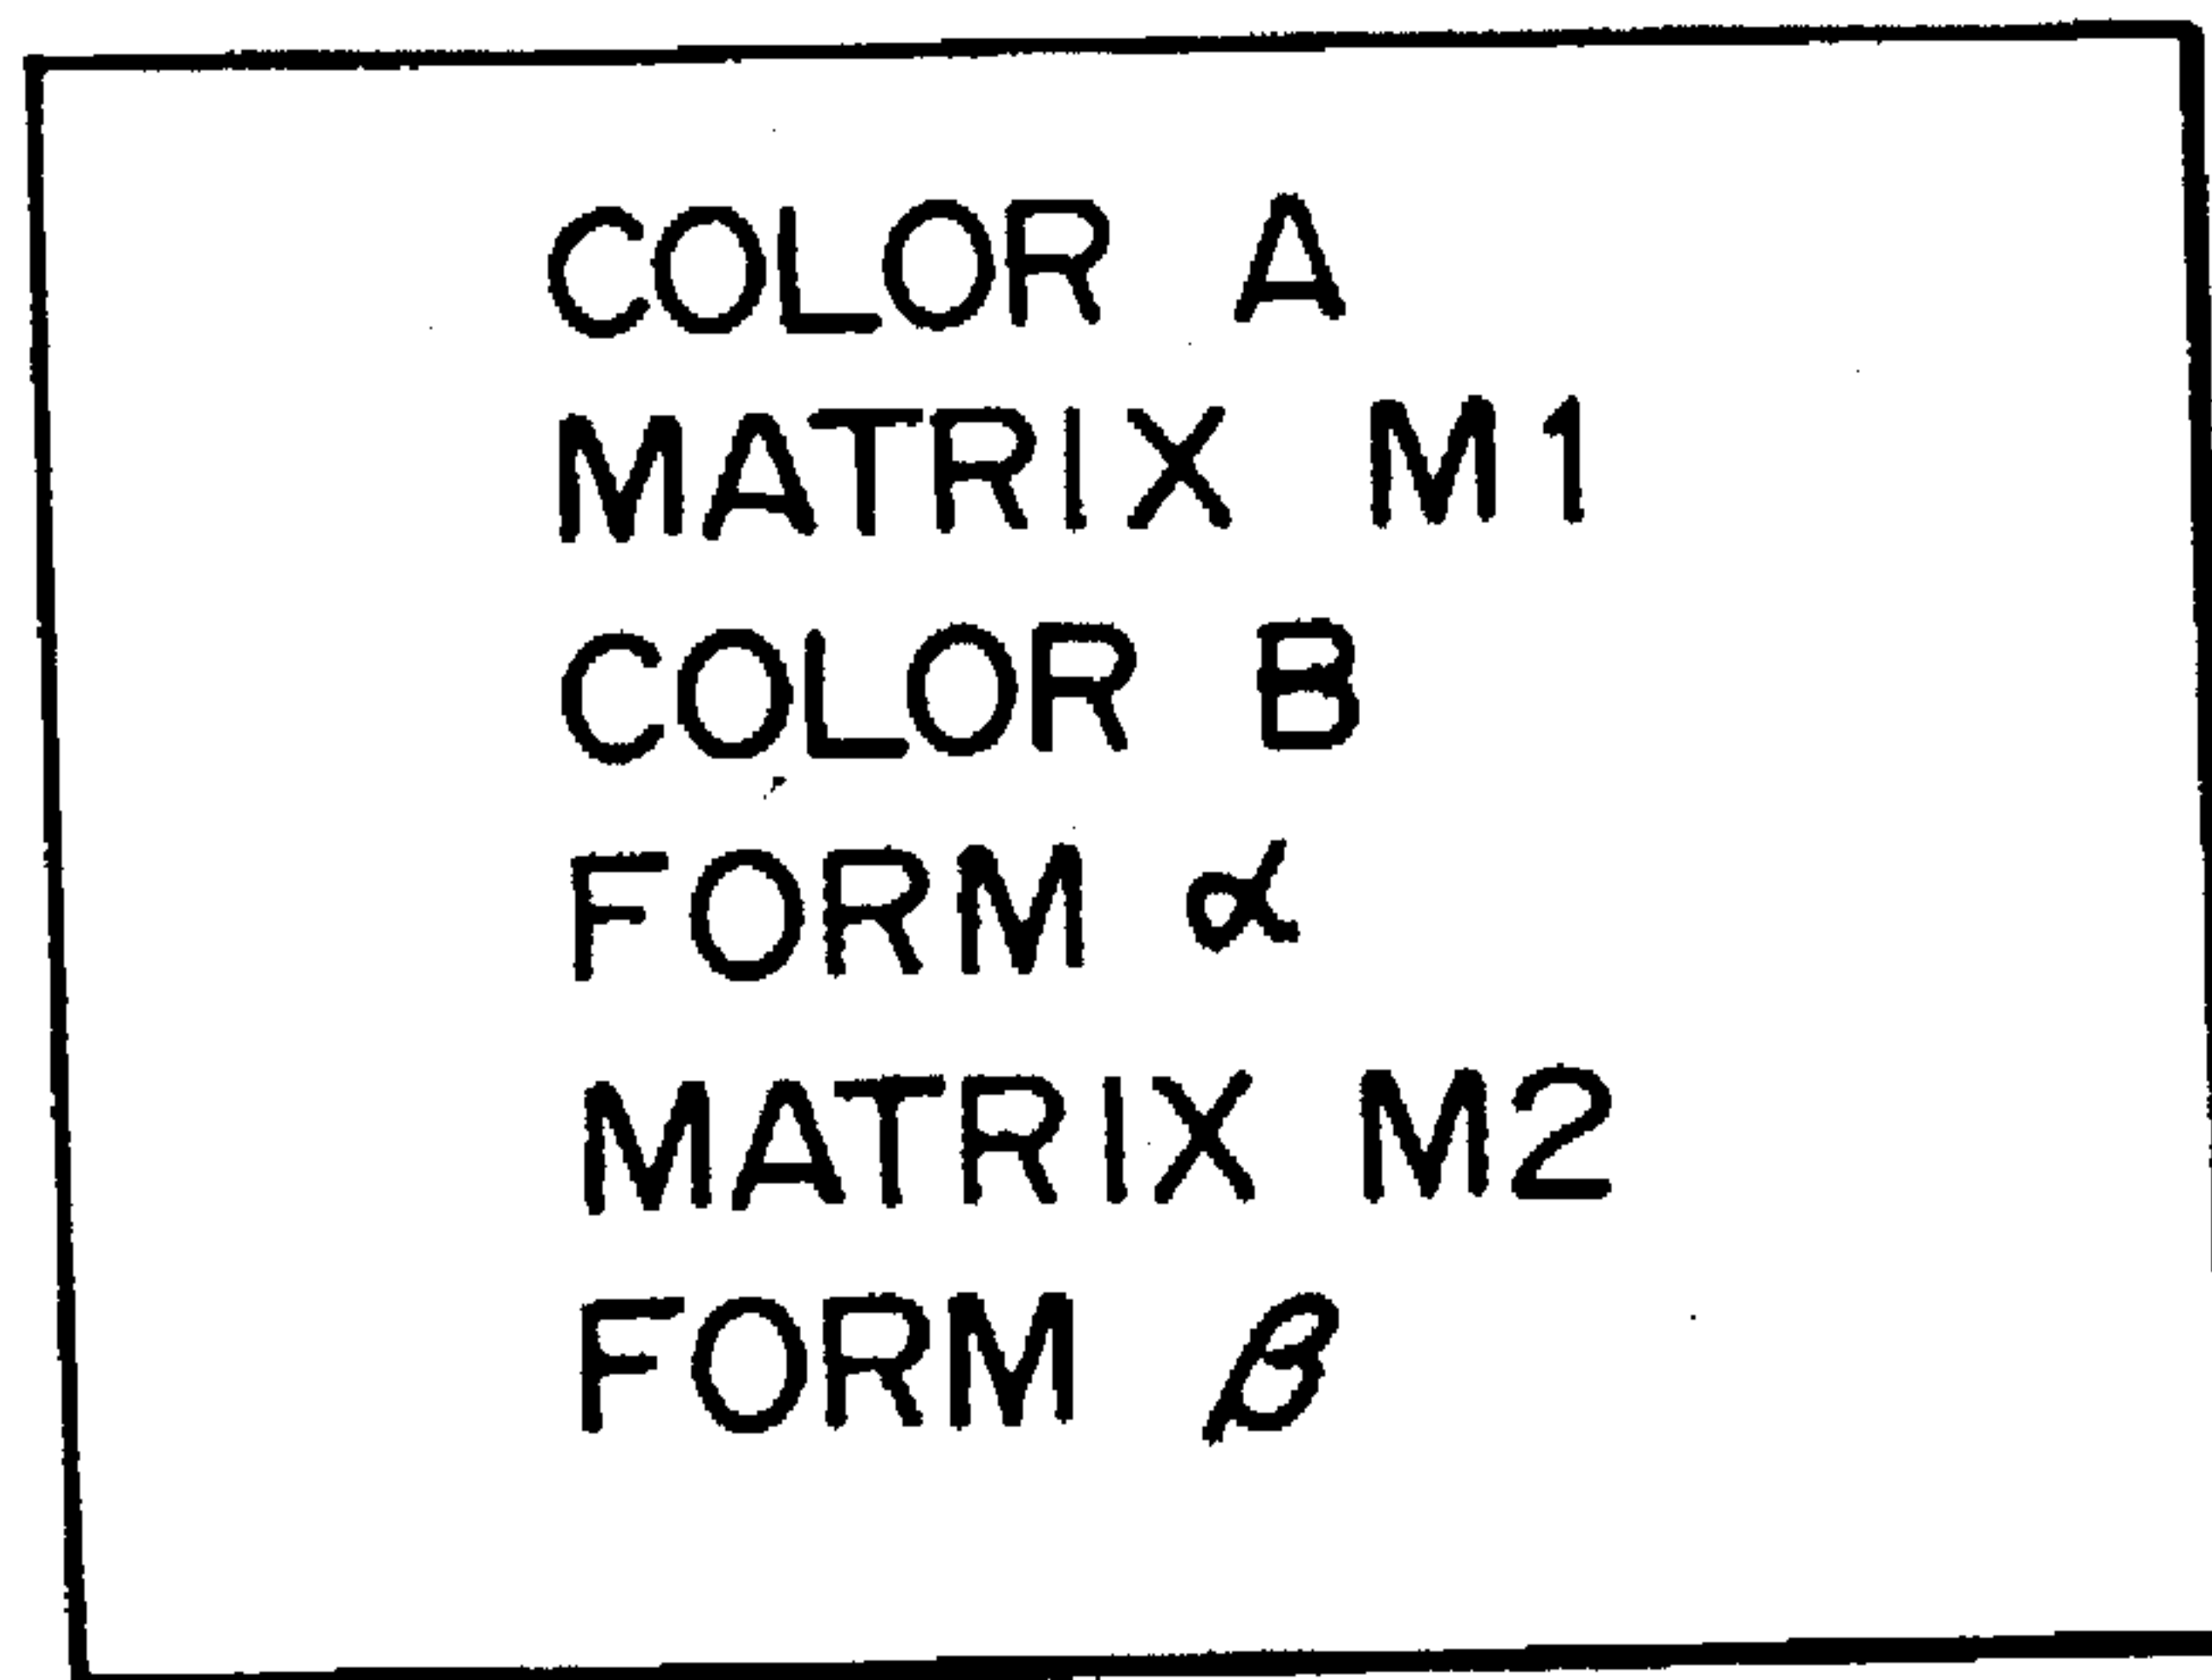 COLOR A
MATRIX M1
COLOR B
FORM α
MATRIX M2
FORM β